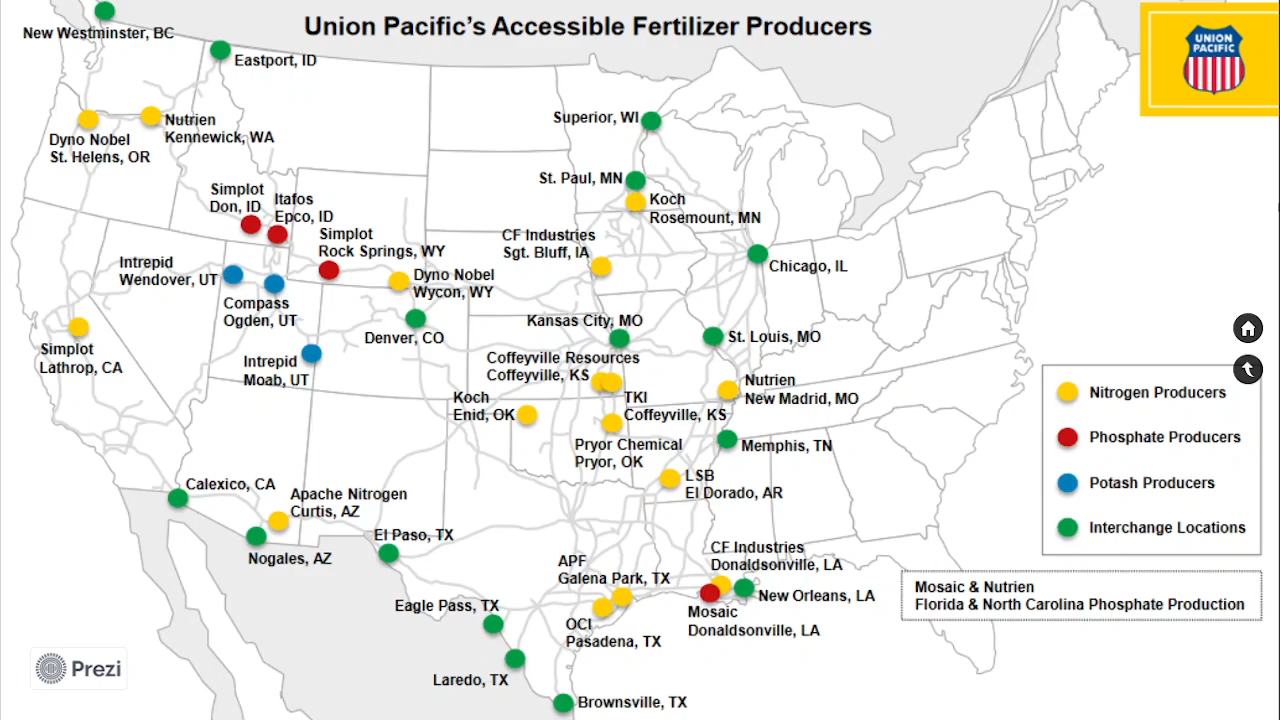 Union Pacific's Accessible Fertilizer Producers
UNION
PACIFIC
New Westminster, BC
Eastport, ID
Nutrien
Kennewick, WA
Dyno Nobel
St. Helens, OR
Superior, WI
St. Paul, MN
Koch
Rosemount, MN
Simplot
Don, ID
Itafos
Epco, ID
Simplot
Rock Springs, WY
CF Industries
Sgt. Bluff, IA
Chicago, IL
Intrepid
Wendover, UT
Dyno Nobel
Wycon, WY
Compass
Ogden, UT
Kansas City, MO
Denver, CO
St. Louis, MO
Simplot
Lathrop, CA
Intrepid
Moab, UT
Coffeyville Resources
Coffeyville, KS
Nutrien
New Madrid, MO
Koch
Enid, OK
TKI
Coffeyville, KS
Pryor Chemical
Pryor, OK
Memphis, TN
LSB
El Dorado, AR
Calexico, CA
Apache Nitrogen
Curtis, AZ
Nogales, AZ
El Paso, TX
CF Industries
Donaldsonville, LA
APF
Galena Park, TX
New Orleans, LA
Eagle Pass, TX
OCI
Pasadena, TX
Mosaic
Donaldsonville, LA
Laredo, TX
Brownsville, TX
Nitrogen Producers
Phosphate Producers
Potash Producers
Interchange Locations
Mosaic & Nutrien
Florida & North Carolina Phosphate Production
Prezi